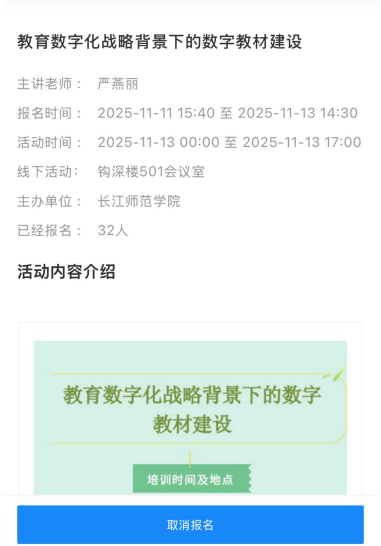 教育数字化战略背景下的数字教材建设
主讲老师： 严燕丽
报名时间： 2025-11-11 15:40 至 2025-11-13 14:30
活动时间： 2025-11-13 00:00 至 2025-11-13 17:00
线下活动： 钩深楼501会议室
主办单位： 长江师范学院
已经报名： 32人
活动内容介绍
教育数字化战略背景下的数字
教材建设
培训时间及地点
取消报名